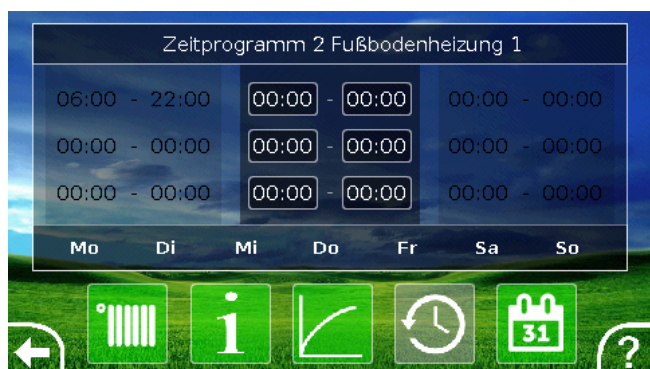 Zeitprogramm 2 Fußbodenheizung 1
06:00 - 22:00 00:00 - 00:00 00:00 - 00:00
00:00 - 00:00 00:00 - 00:00 00:00 - 00:00
00:00 - 00:00 00:00 - 00:00 00:00 - 00:00
Mo Di Mi Do Fr Sa So
i
31
?